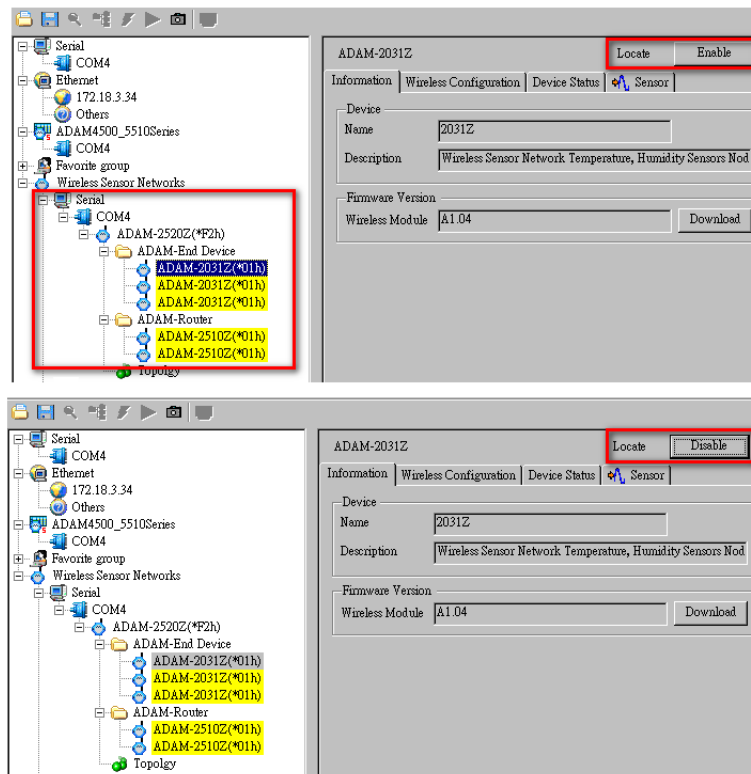 Serial
COM4
Ethernet
172.18.3.34
Others
ADAM4500_5510Series
COM4
Favorite group
Wireless Sensor Networks
Serial
COM4
ADAM-2520Z(*F2h)
ADAM-End Device
ADAM-2031Z(*01h)
ADAM-2031Z(*01h)
ADAM-2031Z(*01h)
ADAM-Router
ADAM-2510Z(*01h)
ADAM-2510Z(*01h)
Topolgy
ADAM-2031Z Locate Enable
Information Wireless Configuration Device Status Sensor
Device
Name 2031Z
Description Wireless Sensor Network Temperature, Humidity Sensors Nod
Firmware Version
Wireless Module A1.04 Download
Serial
COM4
Ethernet
172.18.3.34
Others
ADAM4500_5510Series
COM4
Favorite group
Wireless Sensor Networks
Serial
COM4
ADAM-2520Z(*F2h)
ADAM-End Device
ADAM-2031Z(*01h)
ADAM-2031Z(*01h)
ADAM-2031Z(*01h)
ADAM-Router
ADAM-2510Z(*01h)
ADAM-2510Z(*01h)
Topolgy
ADAM-2031Z Locate Disable
Information Wireless Configuration Device Status Sensor
Device
Name 2031Z
Description Wireless Sensor Network Temperature, Humidity Sensors Nod
Firmware Version
Wireless Module A1.04 Download